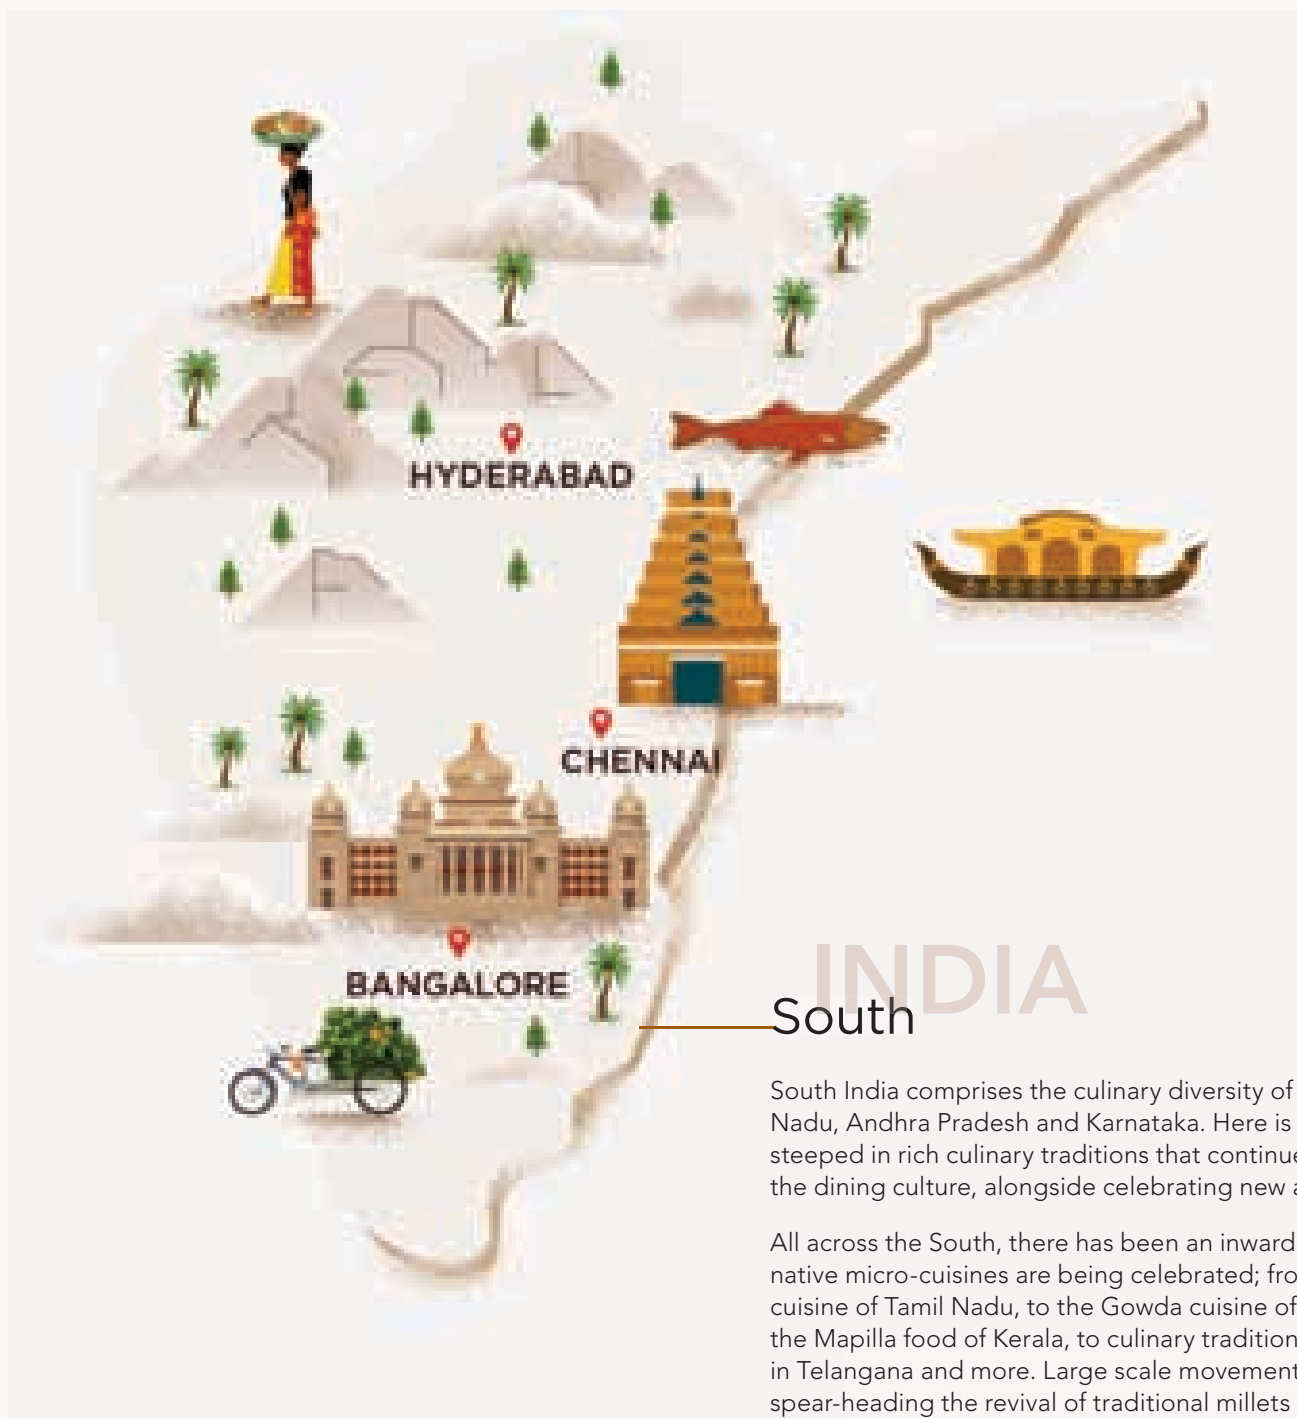 HYDERABAD
CHENNAI
BANGALORE
INDIA
South
South India comprises the culinary diversity of
Nadu, Andhra Pradesh and Karnataka. Here is
steeped in rich culinary traditions that continue
the dining culture, alongside celebrating new a
All across the South, there has been an inward
native micro-cuisines are being celebrated; fro
cuisine of Tamil Nadu, to the Gowda cuisine of
the Mapilla food of Kerala, to culinary tradition
in Telangana and more. Large scale movement
spear-heading the revival of traditional millets